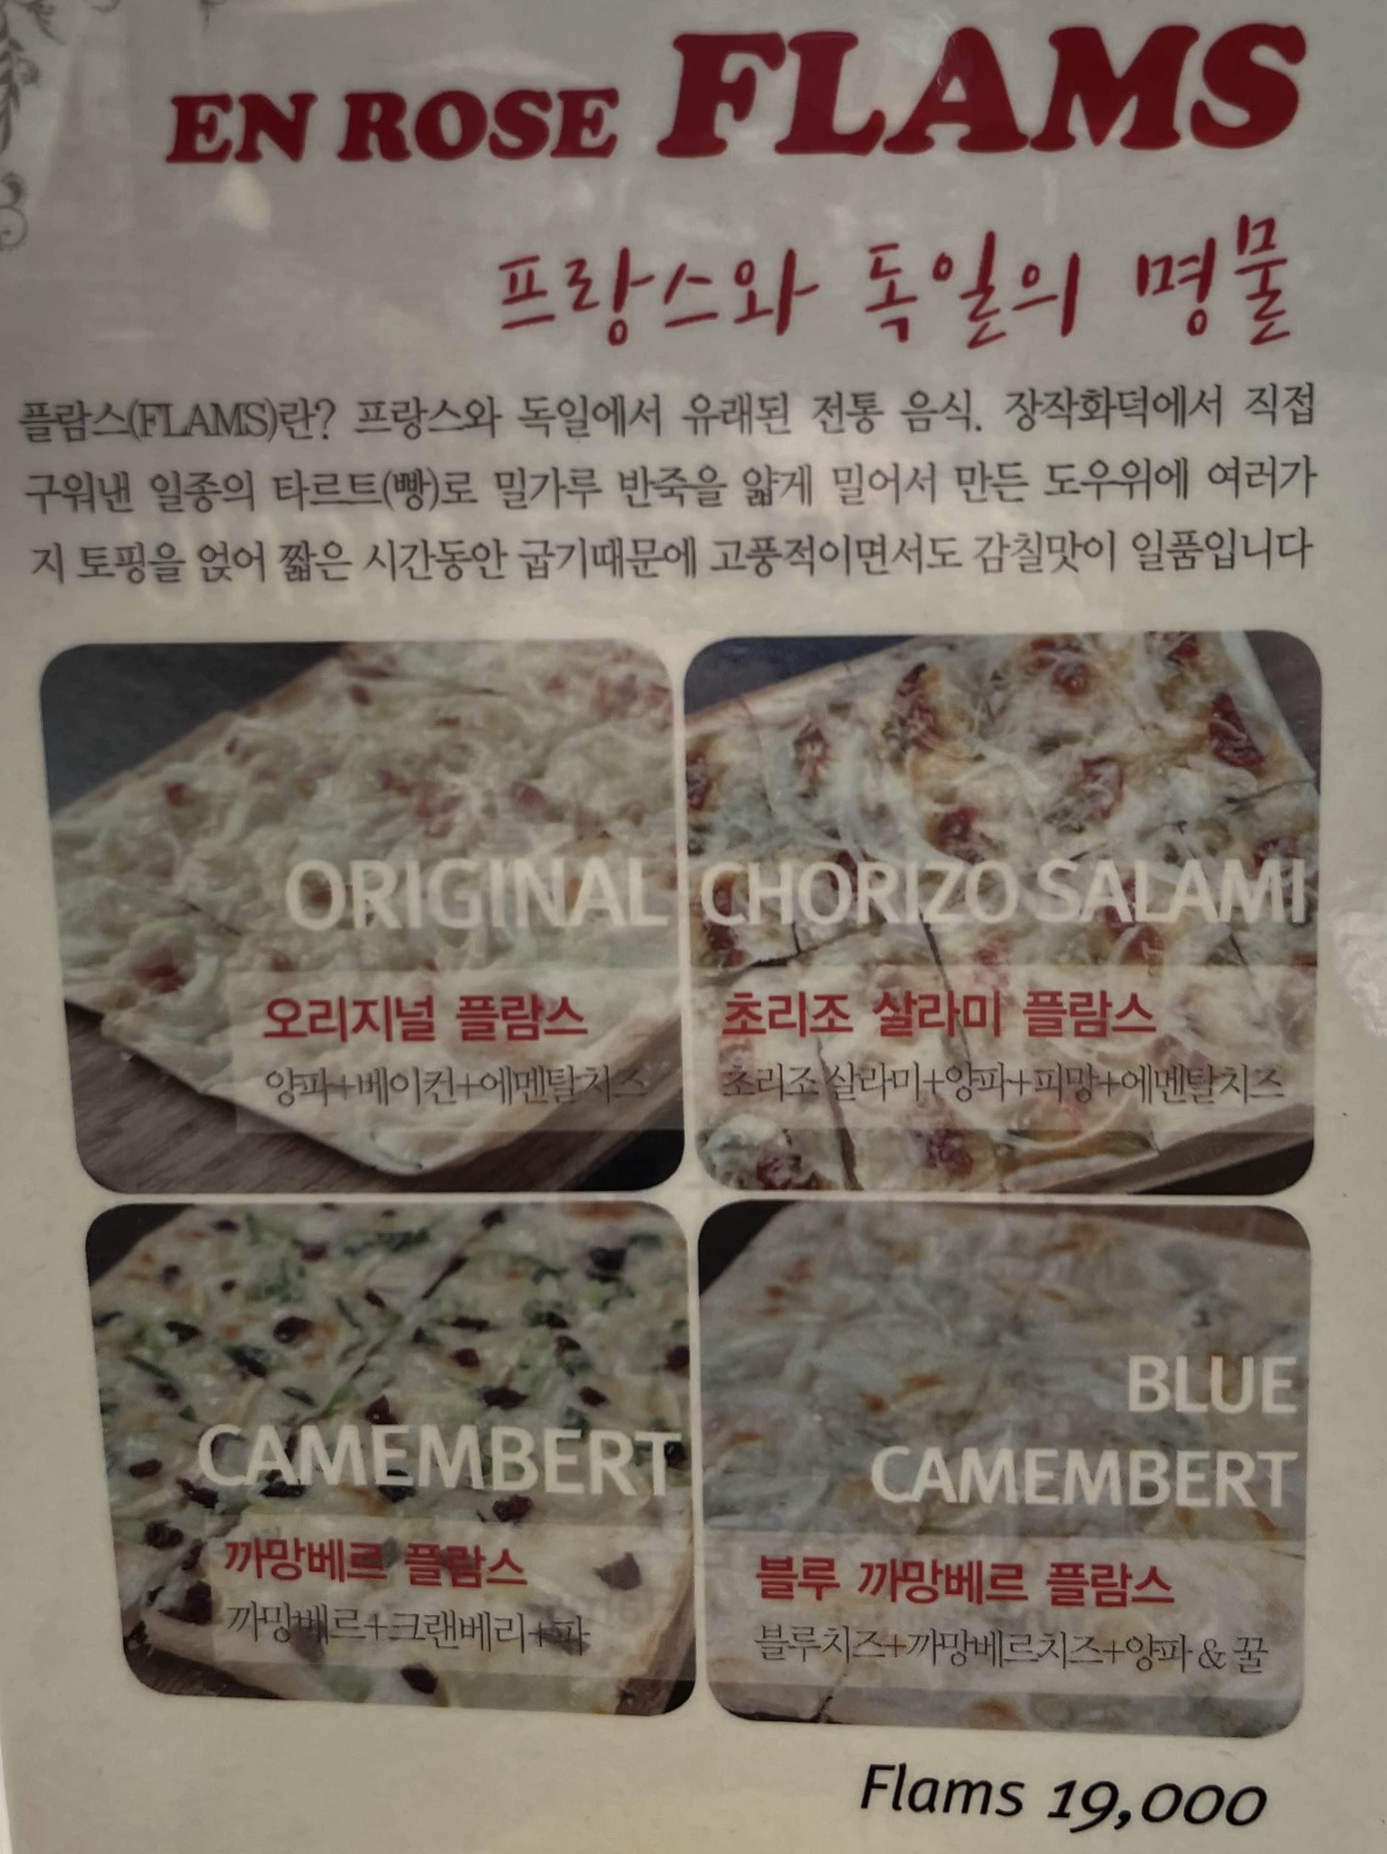 EN ROSE FLAMS
프랑스와 독일의 명물
플람스(FLAMS)란? 프랑스와 독일에서 유래된 전통 음식. 장작화덕에서 직접
구워낸 일종의 타르트(빵)로 밀가루 반죽을 얇게 밀어서 만든 도우위에 여러가
지 토핑을 얹어 짧은 시간동안 굽기때문에 고풍적이면서도 감칠맛이 일품입니다
ORIGINAL
오리지널 플람스
양파+베이컨+에멘탈치즈
CHORIZO SALAMI
초리조 살라미 플람스
초리조 살라미+양파+피망+에멘탈치즈
CAMEMBERT
까망베르 플람스
까망베르+크랜베리+파
BLUE
CAMEMBERT
블루 까망베르 플람스
블루치즈+까망베르치즈+양파 & 꿀
Flams 19,000